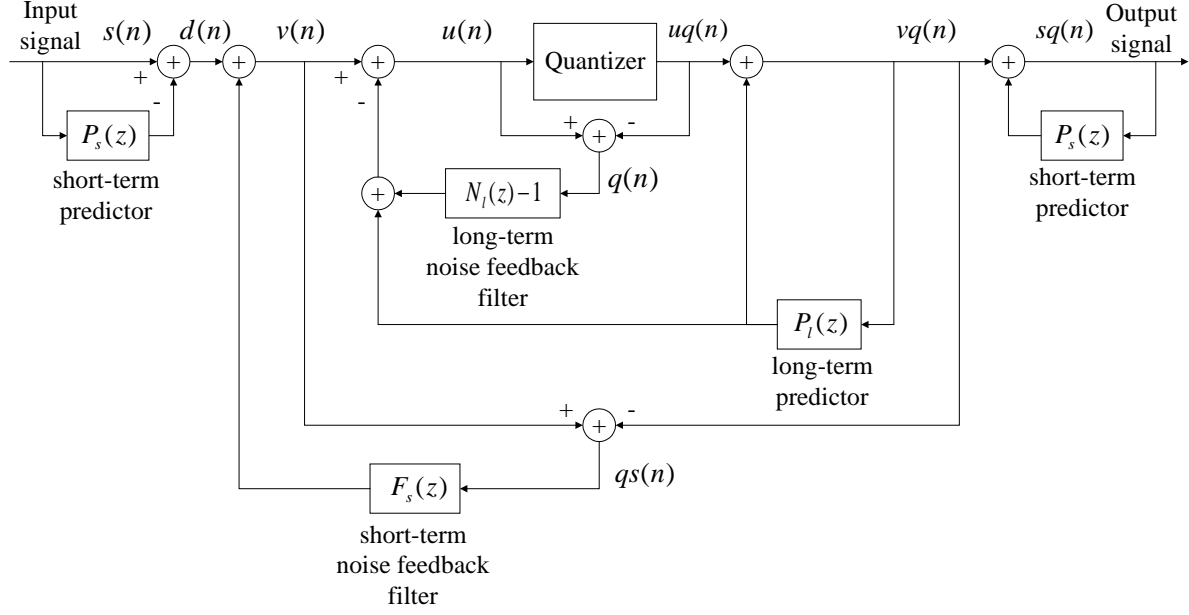 Input
signal
s(n)
d(n)
v(n)
u(n)
Quantizer
uq(n)
vq(n)
sq(n)
Output
signal
+
+
+
+
+
+
+
-
-
P_s(z)
short-term
predictor
+
-
+
q(n)
+
N_l(z)−1
long-term
noise feedback
filter
P_s(z)
short-term
predictor
P_l(z)
long-term
predictor
+
-
+
qs(n)
F_s(z)
short-term
noise feedback
filter